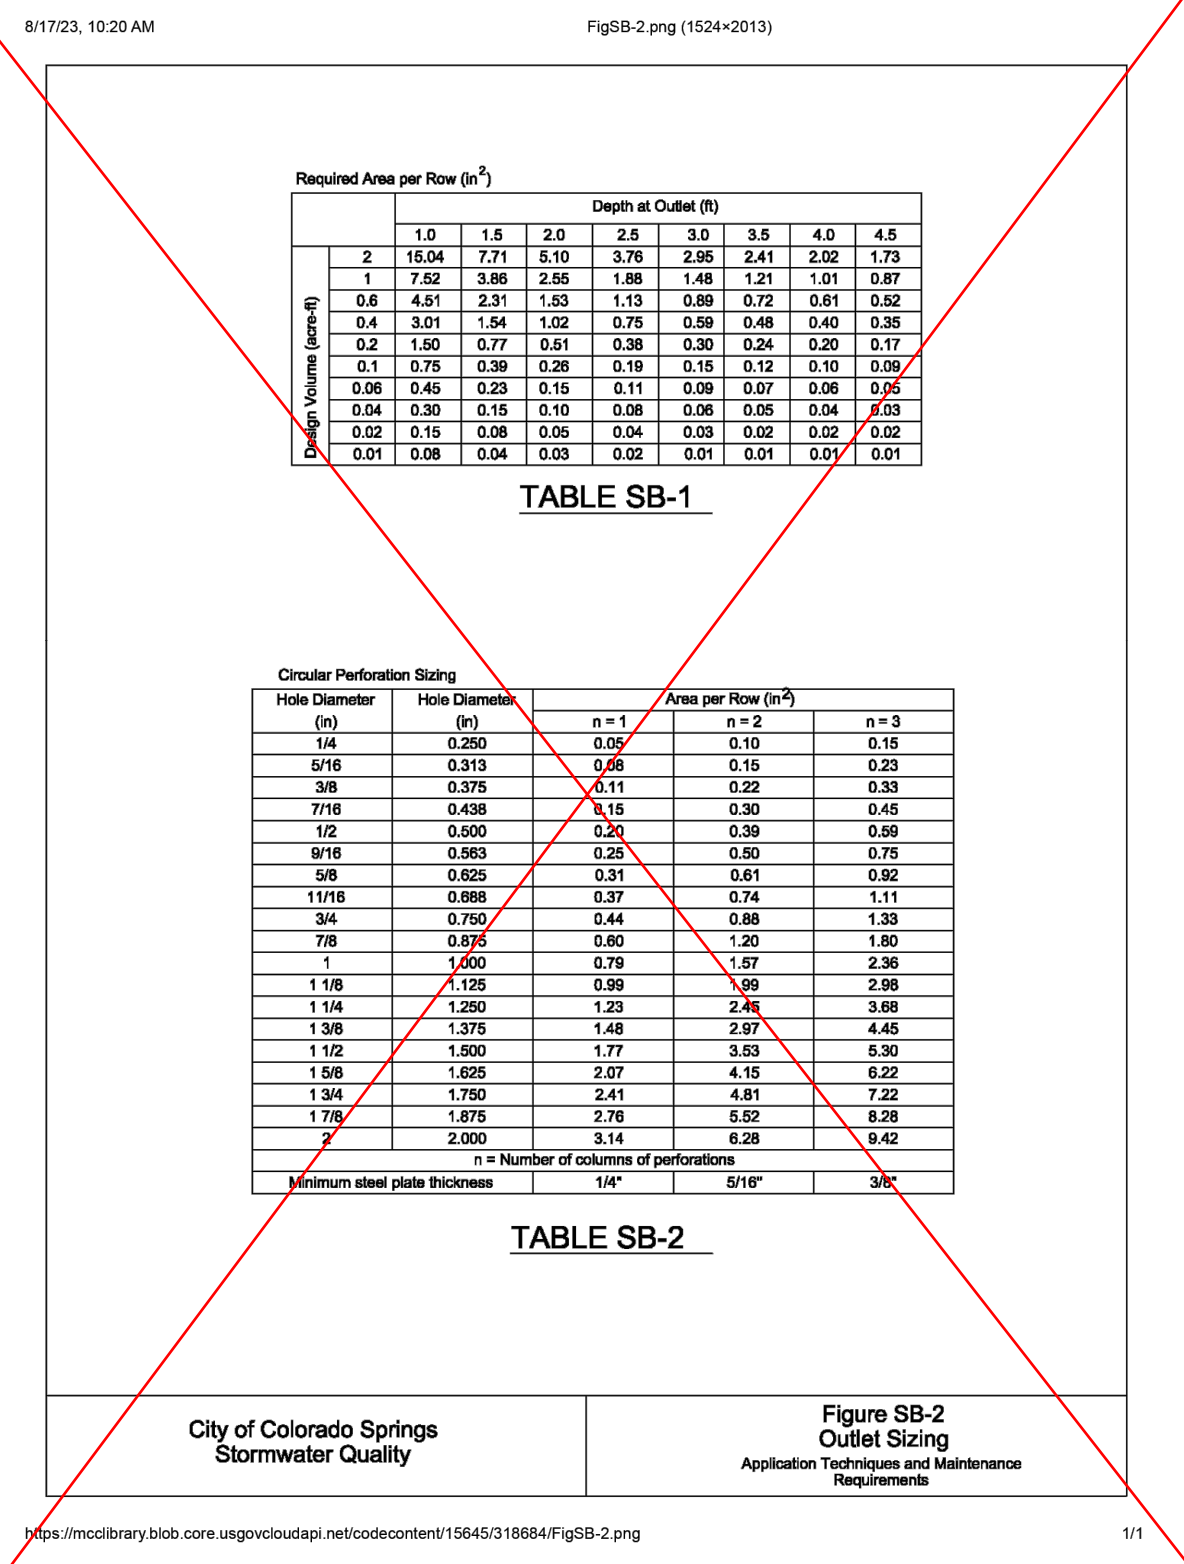 8/17/23, 10:20 AM FigSB-2.png (1524×2013)
Required Area per Row (in2)
Depth at Outlet (ft)
1.0 1.5 2.0 2.5 3.0 3.5 4.0 4.5
Design Volume (acre-ft)
2 15.04 7.71 5.10 3.76 2.95 2.41 2.02 1.73
1 7.52 3.86 2.55 1.88 1.48 1.21 1.01 0.87
0.6 4.51 2.31 1.53 1.13 0.89 0.72 0.61 0.52
0.4 3.01 1.54 1.02 0.75 0.59 0.48 0.40 0.35
0.2 1.50 0.77 0.51 0.38 0.30 0.24 0.20 0.17
0.1 0.75 0.39 0.26 0.19 0.15 0.12 0.10 0.09
0.06 0.45 0.23 0.15 0.11 0.09 0.07 0.06 0.05
0.04 0.30 0.15 0.10 0.08 0.06 0.05 0.04 0.03
0.02 0.15 0.08 0.05 0.04 0.03 0.02 0.02 0.02
0.01 0.08 0.04 0.03 0.02 0.01 0.01 0.01 0.01
TABLE SB-1
Circular Perforation Sizing
Hole Diameter Hole Diameter Area per Row (in2)
(in) (in) n = 1 n = 2 n = 3
1/4 0.250 0.05 0.10 0.15
5/16 0.313 0.08 0.15 0.23
3/8 0.375 0.11 0.22 0.33
7/16 0.438 0.15 0.30 0.45
1/2 0.500 0.20 0.39 0.59
9/16 0.563 0.25 0.50 0.75
5/8 0.625 0.31 0.61 0.92
11/16 0.688 0.37 0.74 1.11
3/4 0.750 0.44 0.88 1.33
7/8 0.875 0.60 1.20 1.80
1 1.000 0.79 1.57 2.36
1 1/8 1.125 0.99 1.99 2.98
1 1/4 1.250 1.23 2.45 3.68
1 3/8 1.375 1.48 2.97 4.45
1 1/2 1.500 1.77 3.53 5.30
1 5/8 1.625 2.07 4.15 6.22
1 3/4 1.750 2.41 4.81 7.22
1 7/8 1.875 2.76 5.52 8.28
2 2.000 3.14 6.28 9.42
n = Number of columns of perforations
Minimum steel plate thickness 1/4" 5/16" 3/8"
TABLE SB-2
City of Colorado Springs
Stormwater Quality
Figure SB-2
Outlet Sizing
Application Techniques and Maintenance
Requirements
https://mcclibrary.blob.core.usgovcloudapi.net/codecontent/15645/318684/FigSB-2.png 1/1